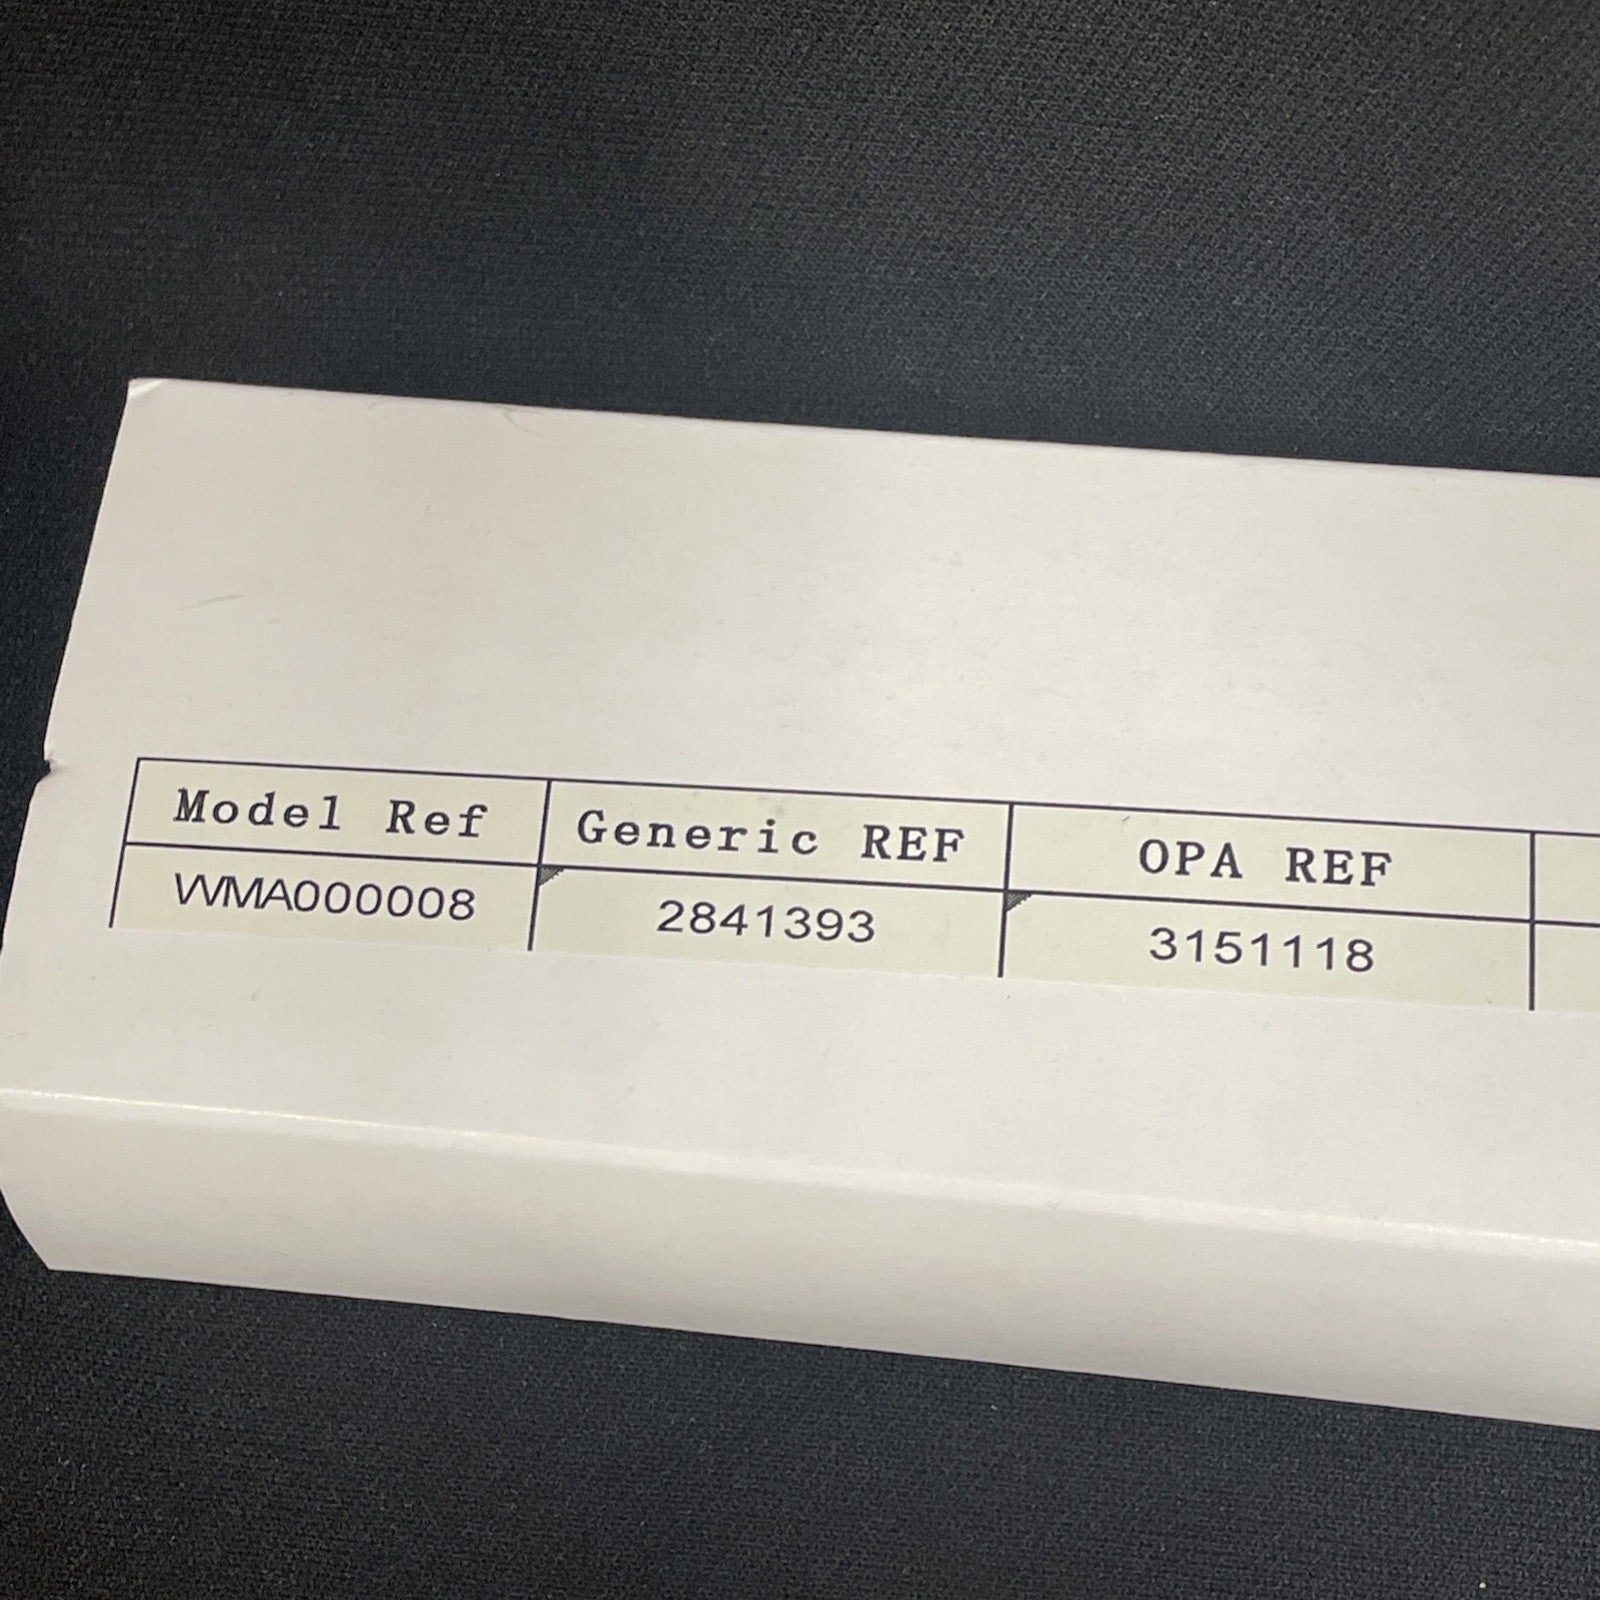 Model Ref Generic REF OPA REF
WMA000008 2841393 3151118